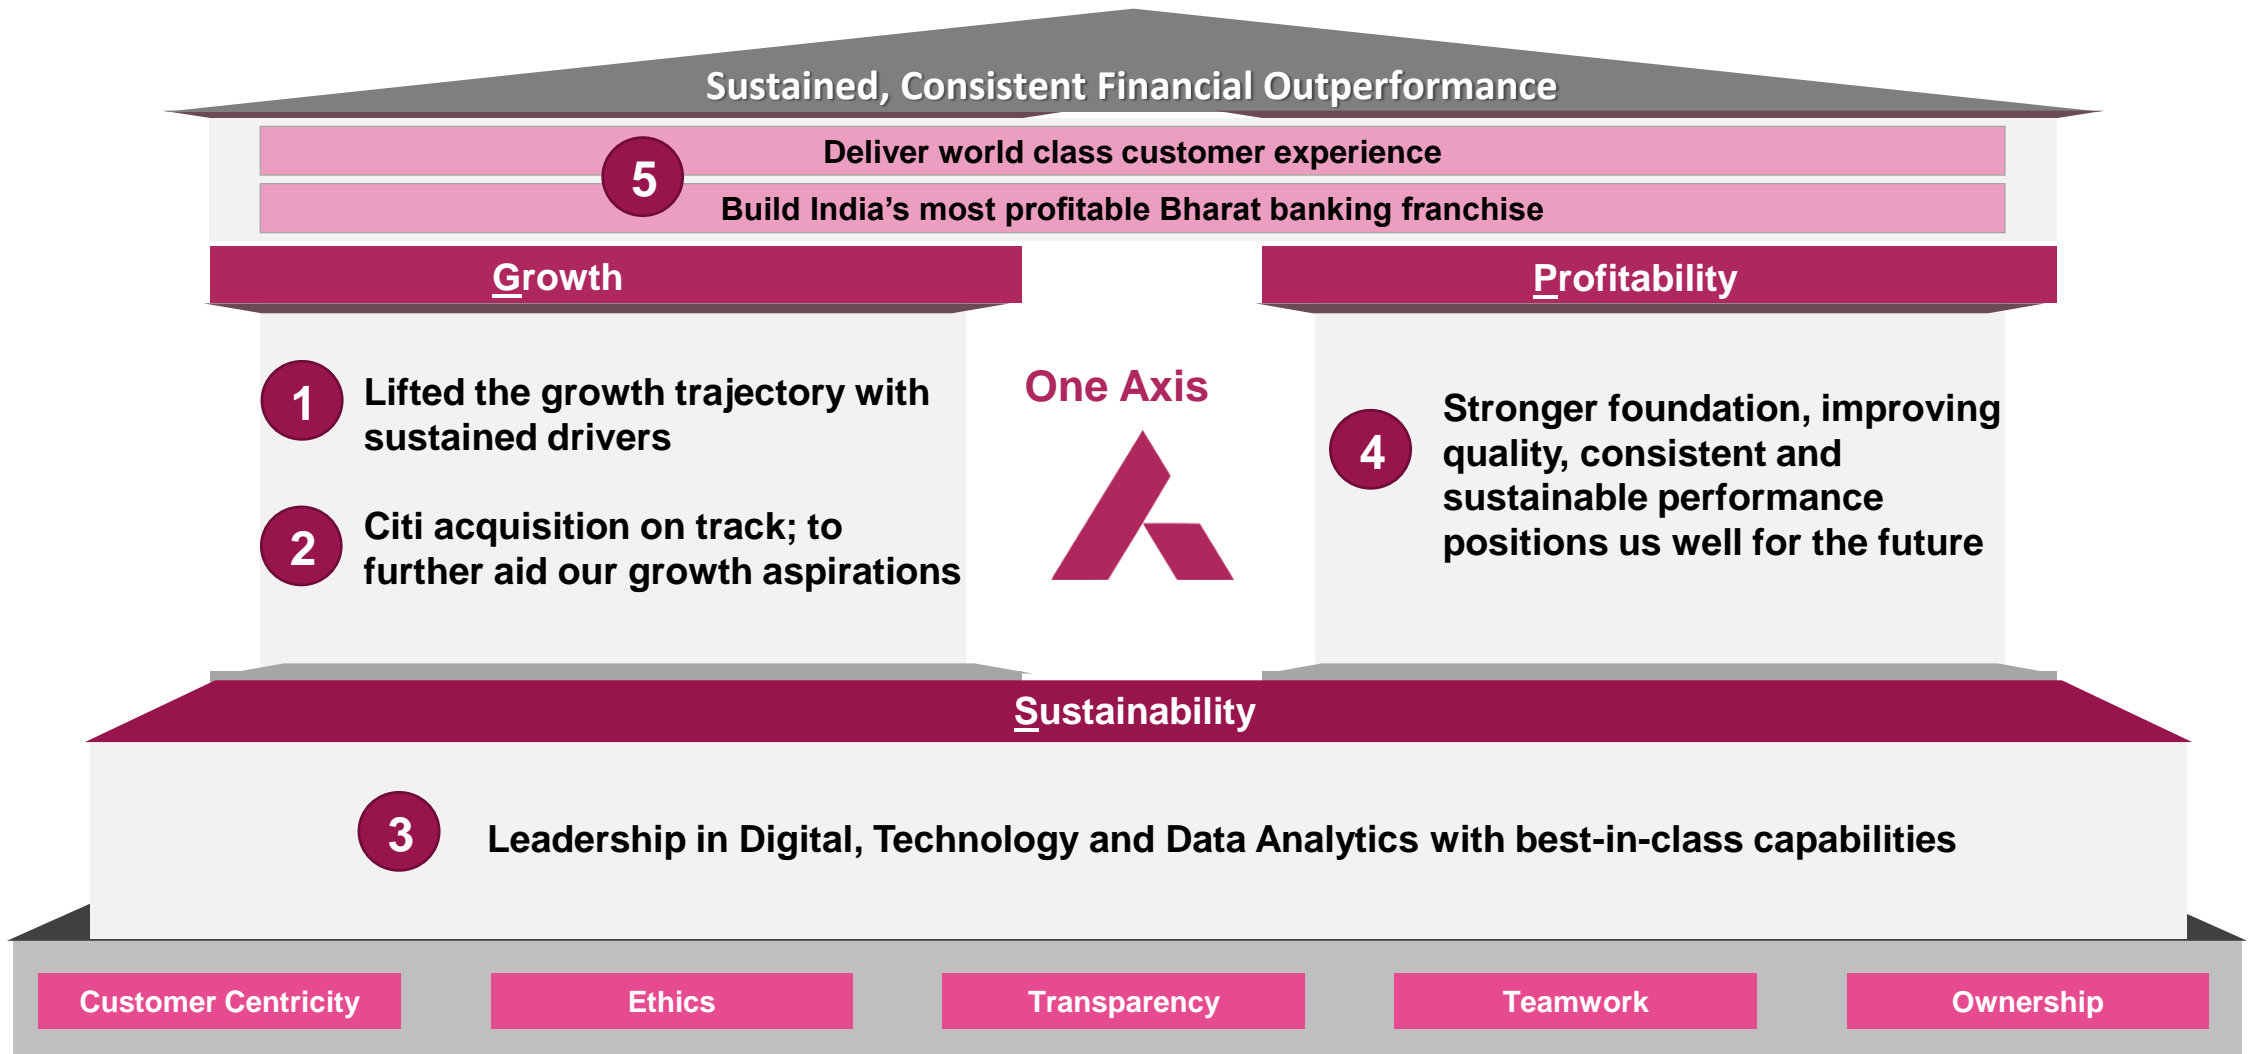 Sustained, Consistent Financial Outperformance
5
Deliver world class customer experience
Build India’s most profitable Bharat banking franchise
Growth
Profitability
1
Lifted the growth trajectory with
sustained drivers
2
Citi acquisition on track; to
further aid our growth aspirations
One Axis
4
Stronger foundation, improving
quality, consistent and
sustainable performance
positions us well for the future
Sustainability
3
Leadership in Digital, Technology and Data Analytics with best-in-class capabilities
Customer Centricity
Ethics
Transparency
Teamwork
Ownership